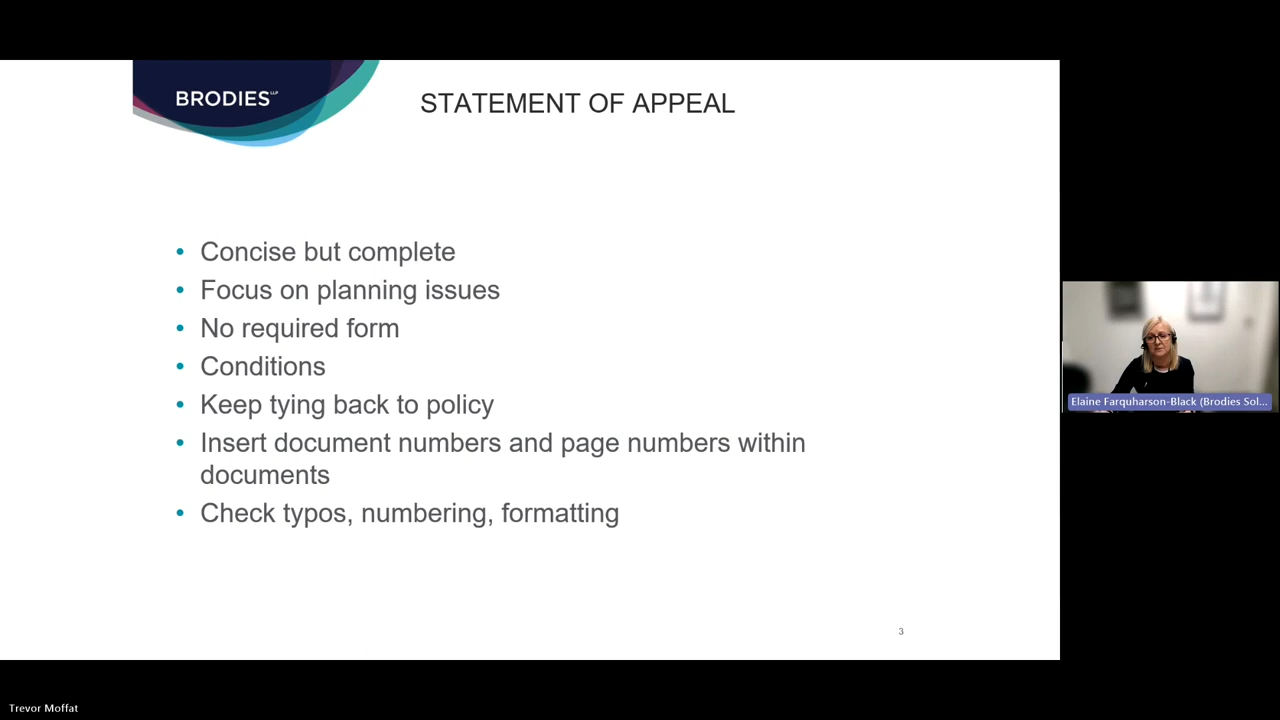 BRODIES LLP
STATEMENT OF APPEAL
• Concise but complete
• Focus on planning issues
• No required form
• Conditions
• Keep tying back to policy
• Insert document numbers and page numbers within
documents
• Check typos, numbering, formatting
3
Elaine Farquharson-Black (Brodies Sol...
Trevor Moffat